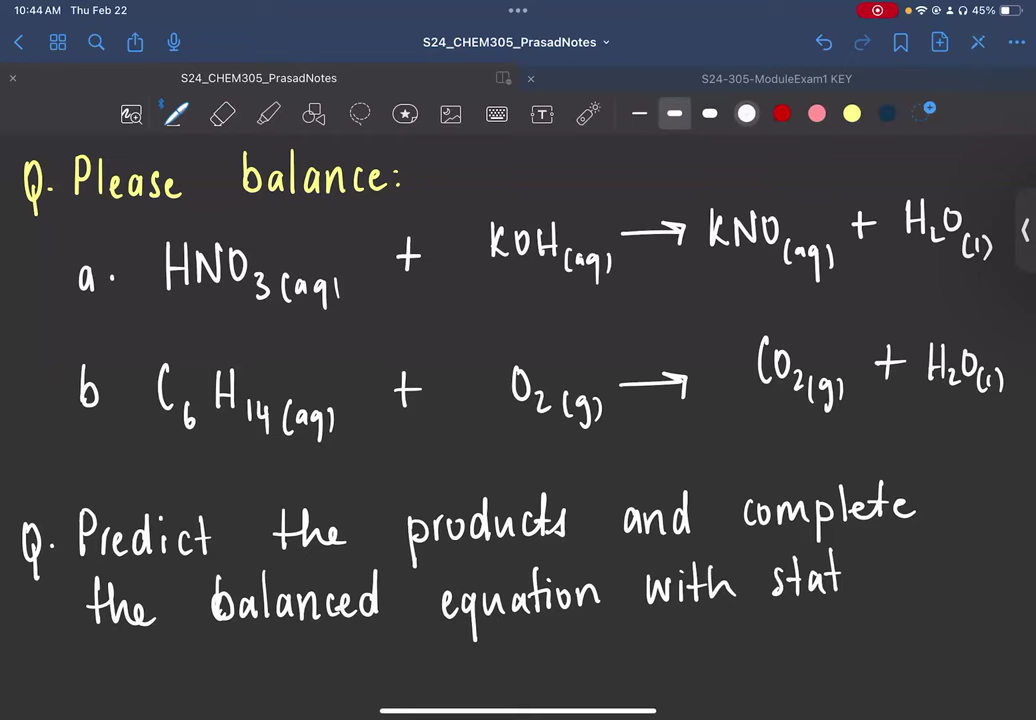 10:44 AM Thu Feb 22
45%
S24_CHEM305_PrasadNotes
S24_CHEM305_PrasadNotes
S24-305-ModuleExam1 KEY
Q. Please balance:
a. HNO3(aq) + KOH(aq) → KNO(aq) + H2O(l)
b C6H14(aq) + O2(g) → CO2(g) + H2O(l)
Q. Predict the products and complete
the balanced equation with stat